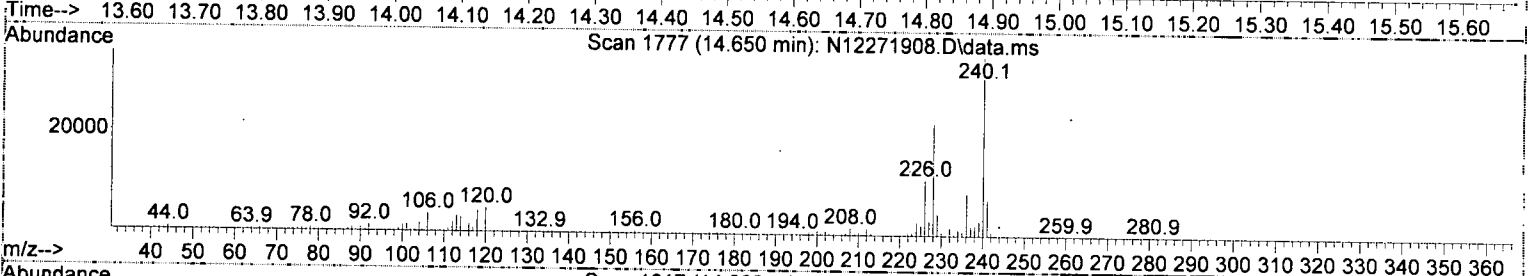 Time--> 13.60 13.70 13.80 13.90 14.00 14.10 14.20 14.30 14.40 14.50 14.60 14.70 14.80 14.90 15.00 15.10 15.20 15.30 15.40 15.50 15.60
Abundance
Scan 1777 (14.650 min): N12271908.D\data.ms
240.1
20000
226.0
44.0 63.9 78.0 92.0 106.0 120.0 132.9 156.0 180.0 194.0 208.0 259.9 280.9
m/z--> 40 50 60 70 80 90 100 110 120 130 140 150 160 170 180 190 200 210 220 230 240 250 260 270 280 290 300 310 320 330 340 350 360
Abundance